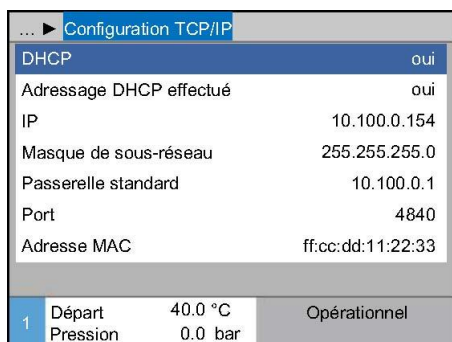 ... ► Configuration TCP/IP
DHCP oui
Adressage DHCP effectué oui
IP 10.100.0.154
Masque de sous-réseau 255.255.255.0
Passerelle standard 10.100.0.1
Port 4840
Adresse MAC ff:cc:dd:11:22:33
1 Départ 40.0 °C Opérationnel
Pression 0.0 bar